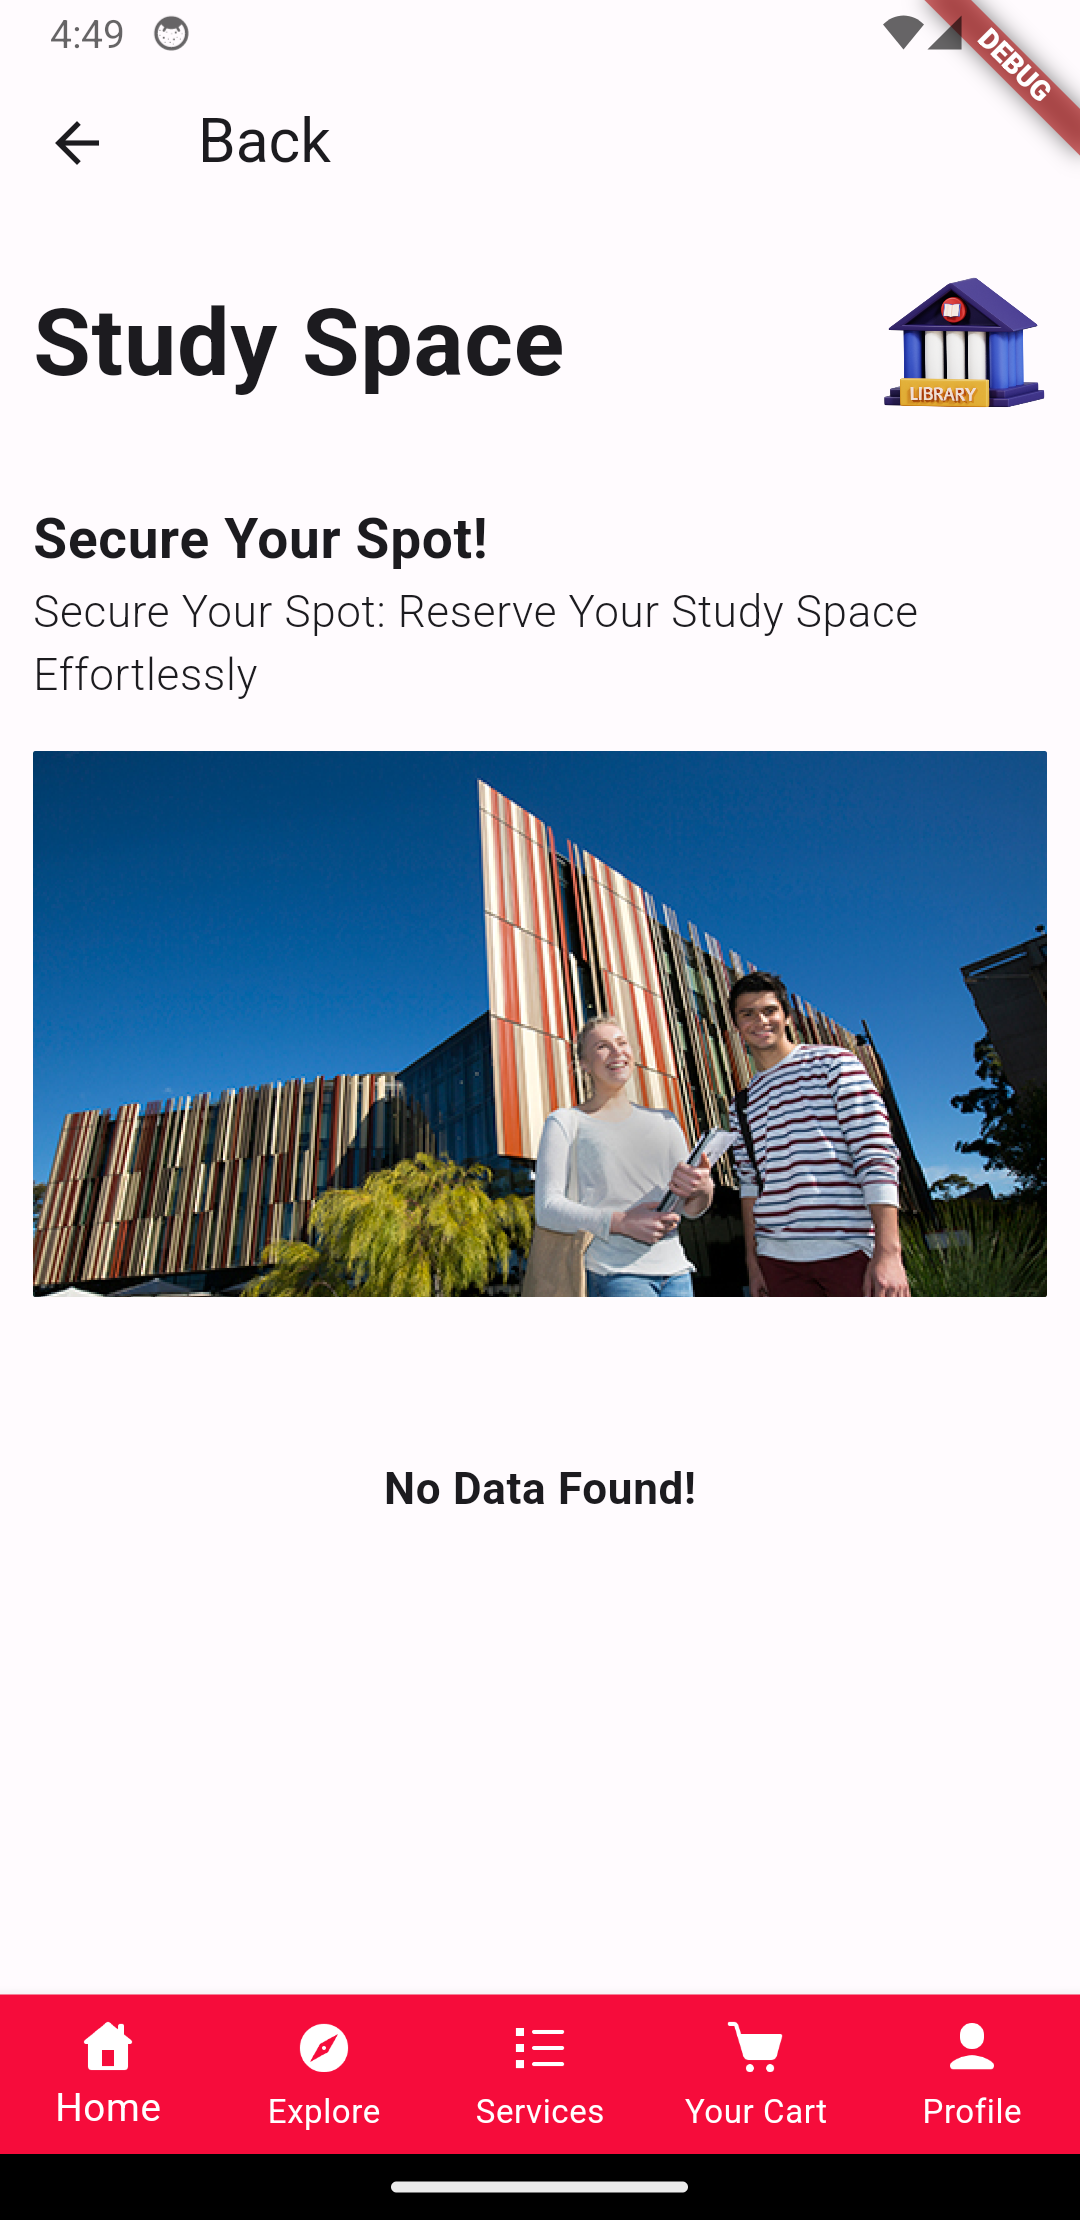 4:49
DEBUG
Back
Study Space
LIBRARY
Secure Your Spot!
Secure Your Spot: Reserve Your Study Space
Effortlessly
No Data Found!
Home
Explore
Services
Your Cart
Profile